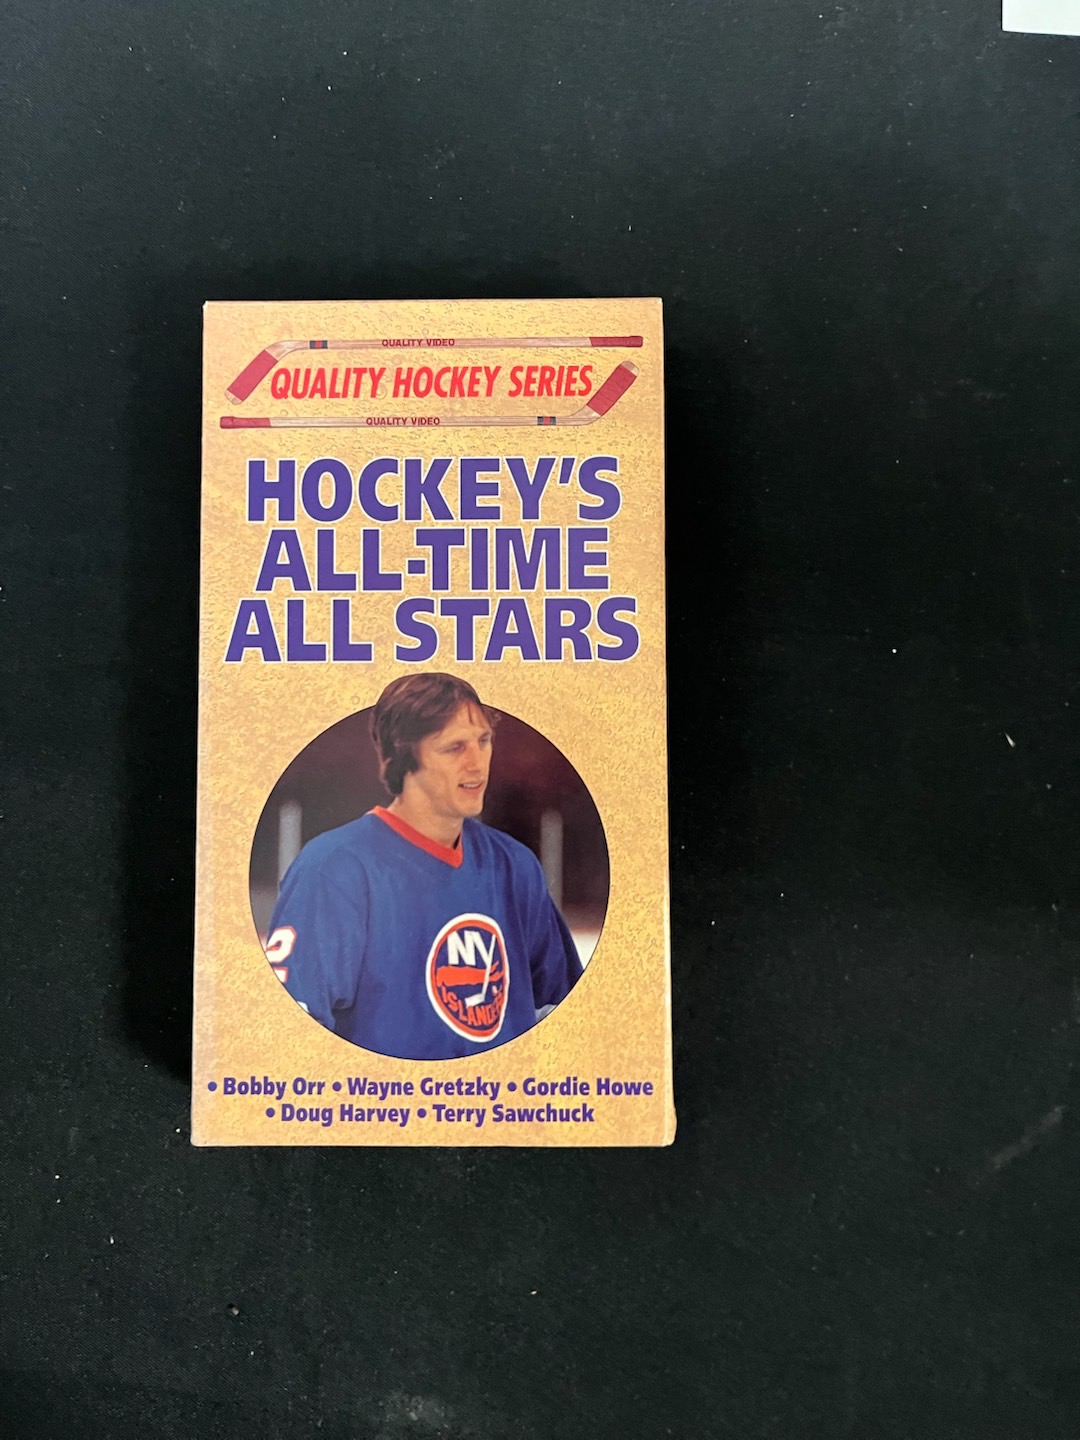 QUALITY VIDEO
QUALITY HOCKEY SERIES
QUALITY VIDEO
HOCKEY'S
ALL-TIME
ALL STARS
2
NY
ISLANDERS
• Bobby Orr • Wayne Gretzky • Gordie Howe
• Doug Harvey • Terry Sawchuck